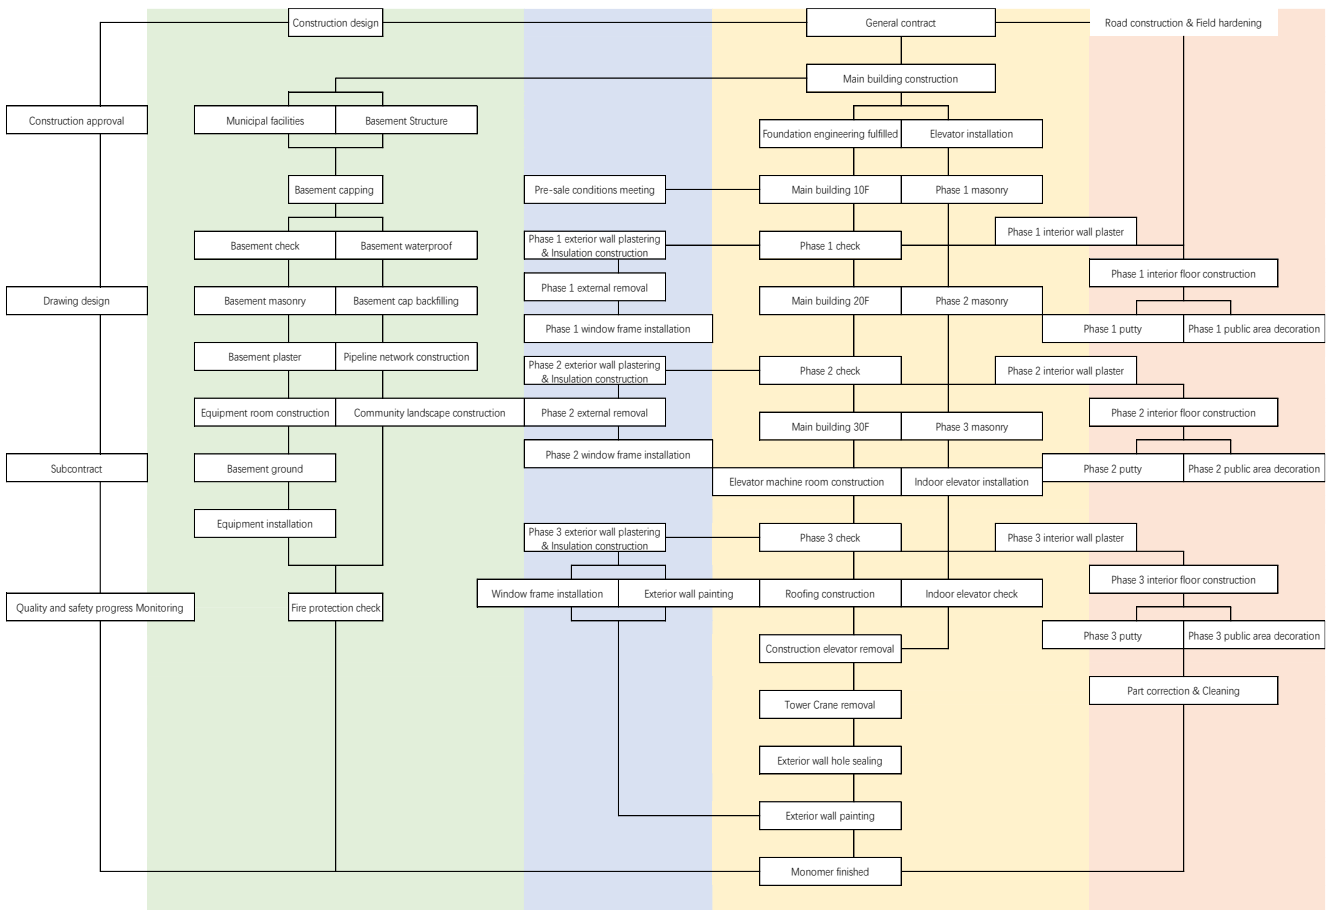 Construction design
General contract
Road construction & Field hardening
Main building construction
Construction approval
Municipal facilities
Basement Structure
Foundation engineering fulfilled
Elevator installation
Basement capping
Pre-sale conditions meeting
Main building 10F
Phase 1 masonry
Phase 1 interior wall plaster
Basement check
Basement waterproof
Phase 1 exterior wall plastering
& Insulation construction
Phase 1 check
Phase 1 interior floor construction
Phase 1 external removal
Drawing design
Basement masonry
Basement cap backfilling
Main building 20F
Phase 2 masonry
Phase 1 window frame installation
Phase 1 putty
Phase 1 public area decoration
Basement plaster
Pipeline network construction
Phase 2 exterior wall plastering
& Insulation construction
Phase 2 check
Phase 2 interior wall plaster
Equipment room construction
Community landscape construction
Phase 2 external removal
Phase 2 interior floor construction
Main building 30F
Phase 3 masonry
Phase 2 window frame installation
Subcontract
Basement ground
Phase 2 putty
Phase 2 public area decoration
Elevator machine room construction
Indoor elevator installation
Equipment installation
Phase 3 exterior wall plastering
& Insulation construction
Phase 3 check
Phase 3 interior wall plaster
Phase 3 interior floor construction
Window frame installation
Exterior wall painting
Roofing construction
Indoor elevator check
Quality and safety progress Monitoring
Fire protection check
Phase 3 putty
Phase 3 public area decoration
Construction elevator removal
Part correction & Cleaning
Tower Crane removal
Exterior wall hole sealing
Exterior wall painting
Monomer finished